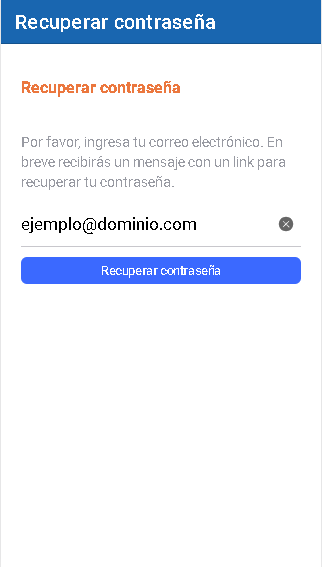 Recuperar contraseña
Recuperar contraseña
Por favor, ingresa tu correo electrónico. En
breve recibirás un mensaje con un link para
recuperar tu contraseña.
ejemplo@dominio.com
Recuperar contraseña